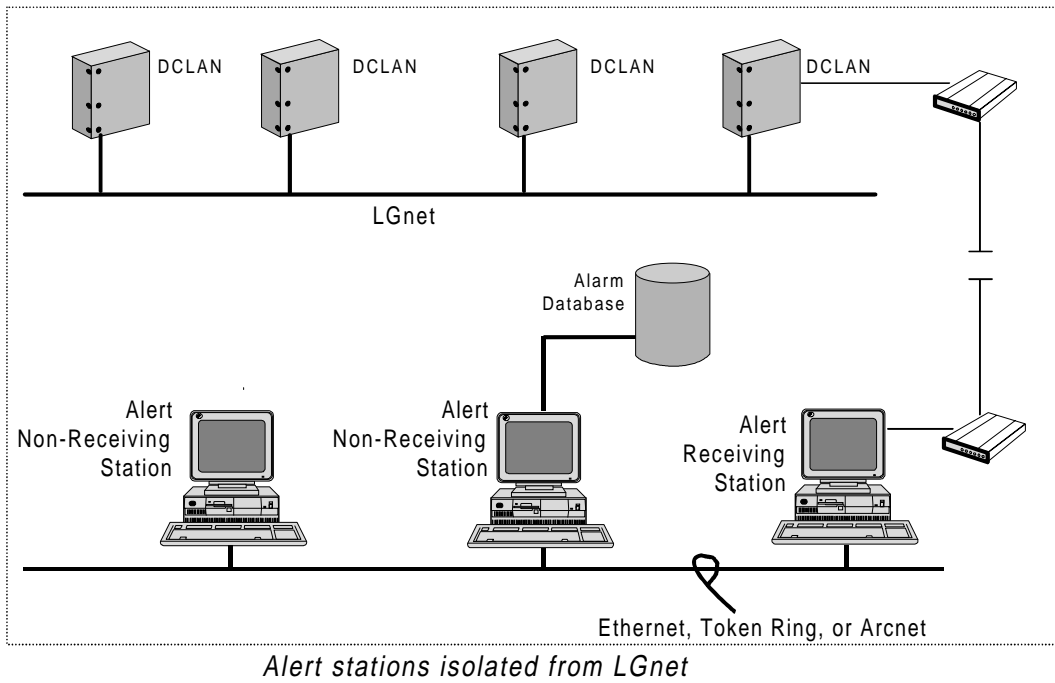 DCLAN
DCLAN
DCLAN
DCLAN
LGnet
Alarm
Database
Alert
Non-Receiving
Station
Alert
Non-Receiving
Station
Alert
Receiving
Station
Ethernet, Token Ring, or Arcnet
Alert stations isolated from LGnet